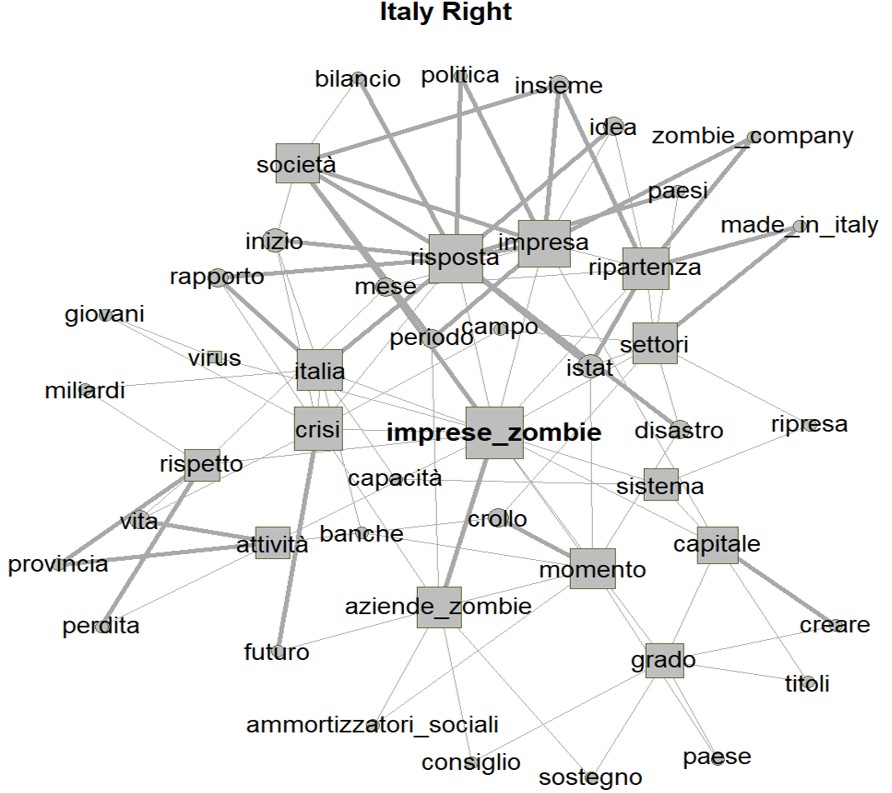 Italy Right
bilancio
politica
insieme
idea
zombie_company
società
paesi
made_in_italy
inizio
risposta
impresa
ripartenza
rapporto
mese
giovani
periodo
campo
settori
virus
italia
istat
miliardi
crisi
imprese_zombie
disastro
ripresa
rispetto
capacità
sistema
vita
banche
crollo
attività
capitale
provincia
momento
aziende_zombie
perdita
creare
futuro
grado
titoli
ammortizzatori_sociali
consiglio
paese
sostegno